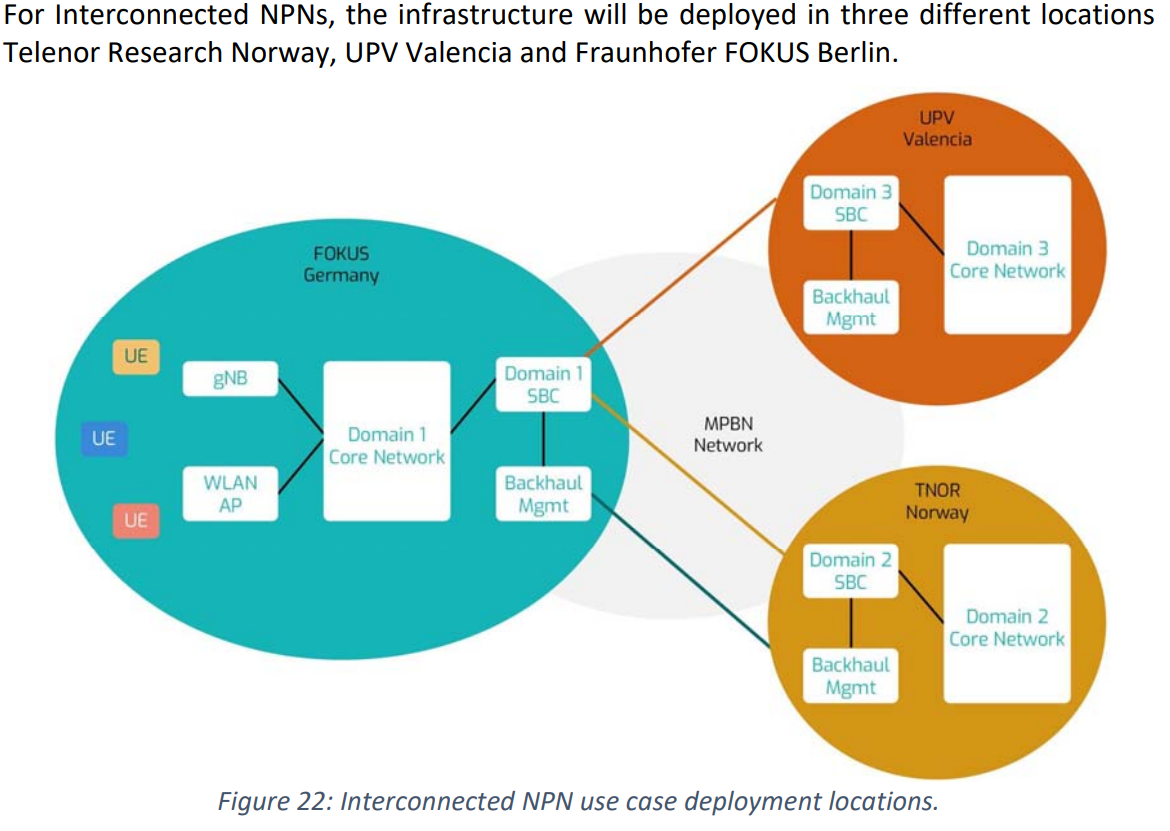 For Interconnected NPNs, the infrastructure will be deployed in three different locations
Telenor Research Norway, UPV Valencia and Fraunhofer FOKUS Berlin.
UPV
Valencia
Domain 3
SBC
Domain 3
Core Network
Backhaul
Mgmt
FOKUS
Germany
UE
gNB
UE
WLAN
AP
UE
Domain 1
Core Network
Domain 1
SBC
Backhaul
Mgmt
MPBN
Network
TNOR
Norway
Domain 2
SBC
Domain 2
Core Network
Backhaul
Mgmt
Figure 22: Interconnected NPN use case deployment locations.